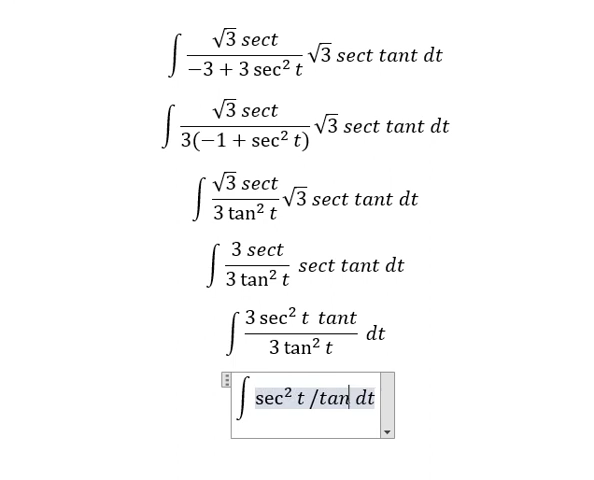 ∫ √3 sect / (−3 + 3 sec² t) √3 sect tant dt
∫ √3 sect / 3(−1 + sec² t) √3 sect tant dt
∫ √3 sect / 3 tan² t √3 sect tant dt
∫ 3 sect / 3 tan² t sect tant dt
∫ 3 sec² t tant / 3 tan² t dt
∫ sec² t /tan dt